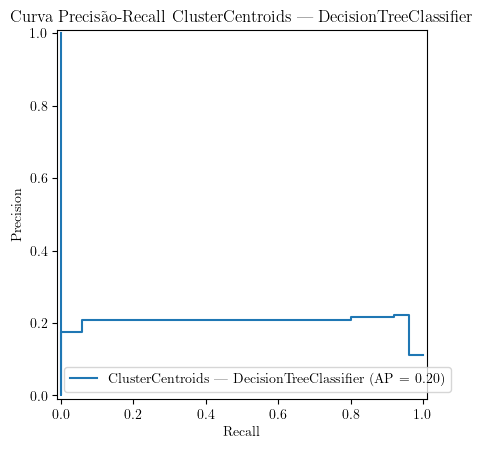 Curva Precisão-Recall ClusterCentroids — DecisionTreeClassifier
1.0
0.8
0.6
0.4
0.2
0.0
Precision
ClusterCentroids — DecisionTreeClassifier (AP = 0.20)
0.0 0.2 0.4 0.6 0.8 1.0
Recall